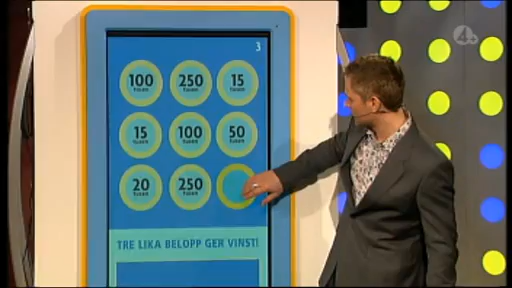 4+
3
100 250 15
TUSEN TUSEN TUSEN
15 100 50
TUSEN TUSEN TUSEN
20 250
TUSEN TUSEN
TRE LIKA BELOPP GER VINST!